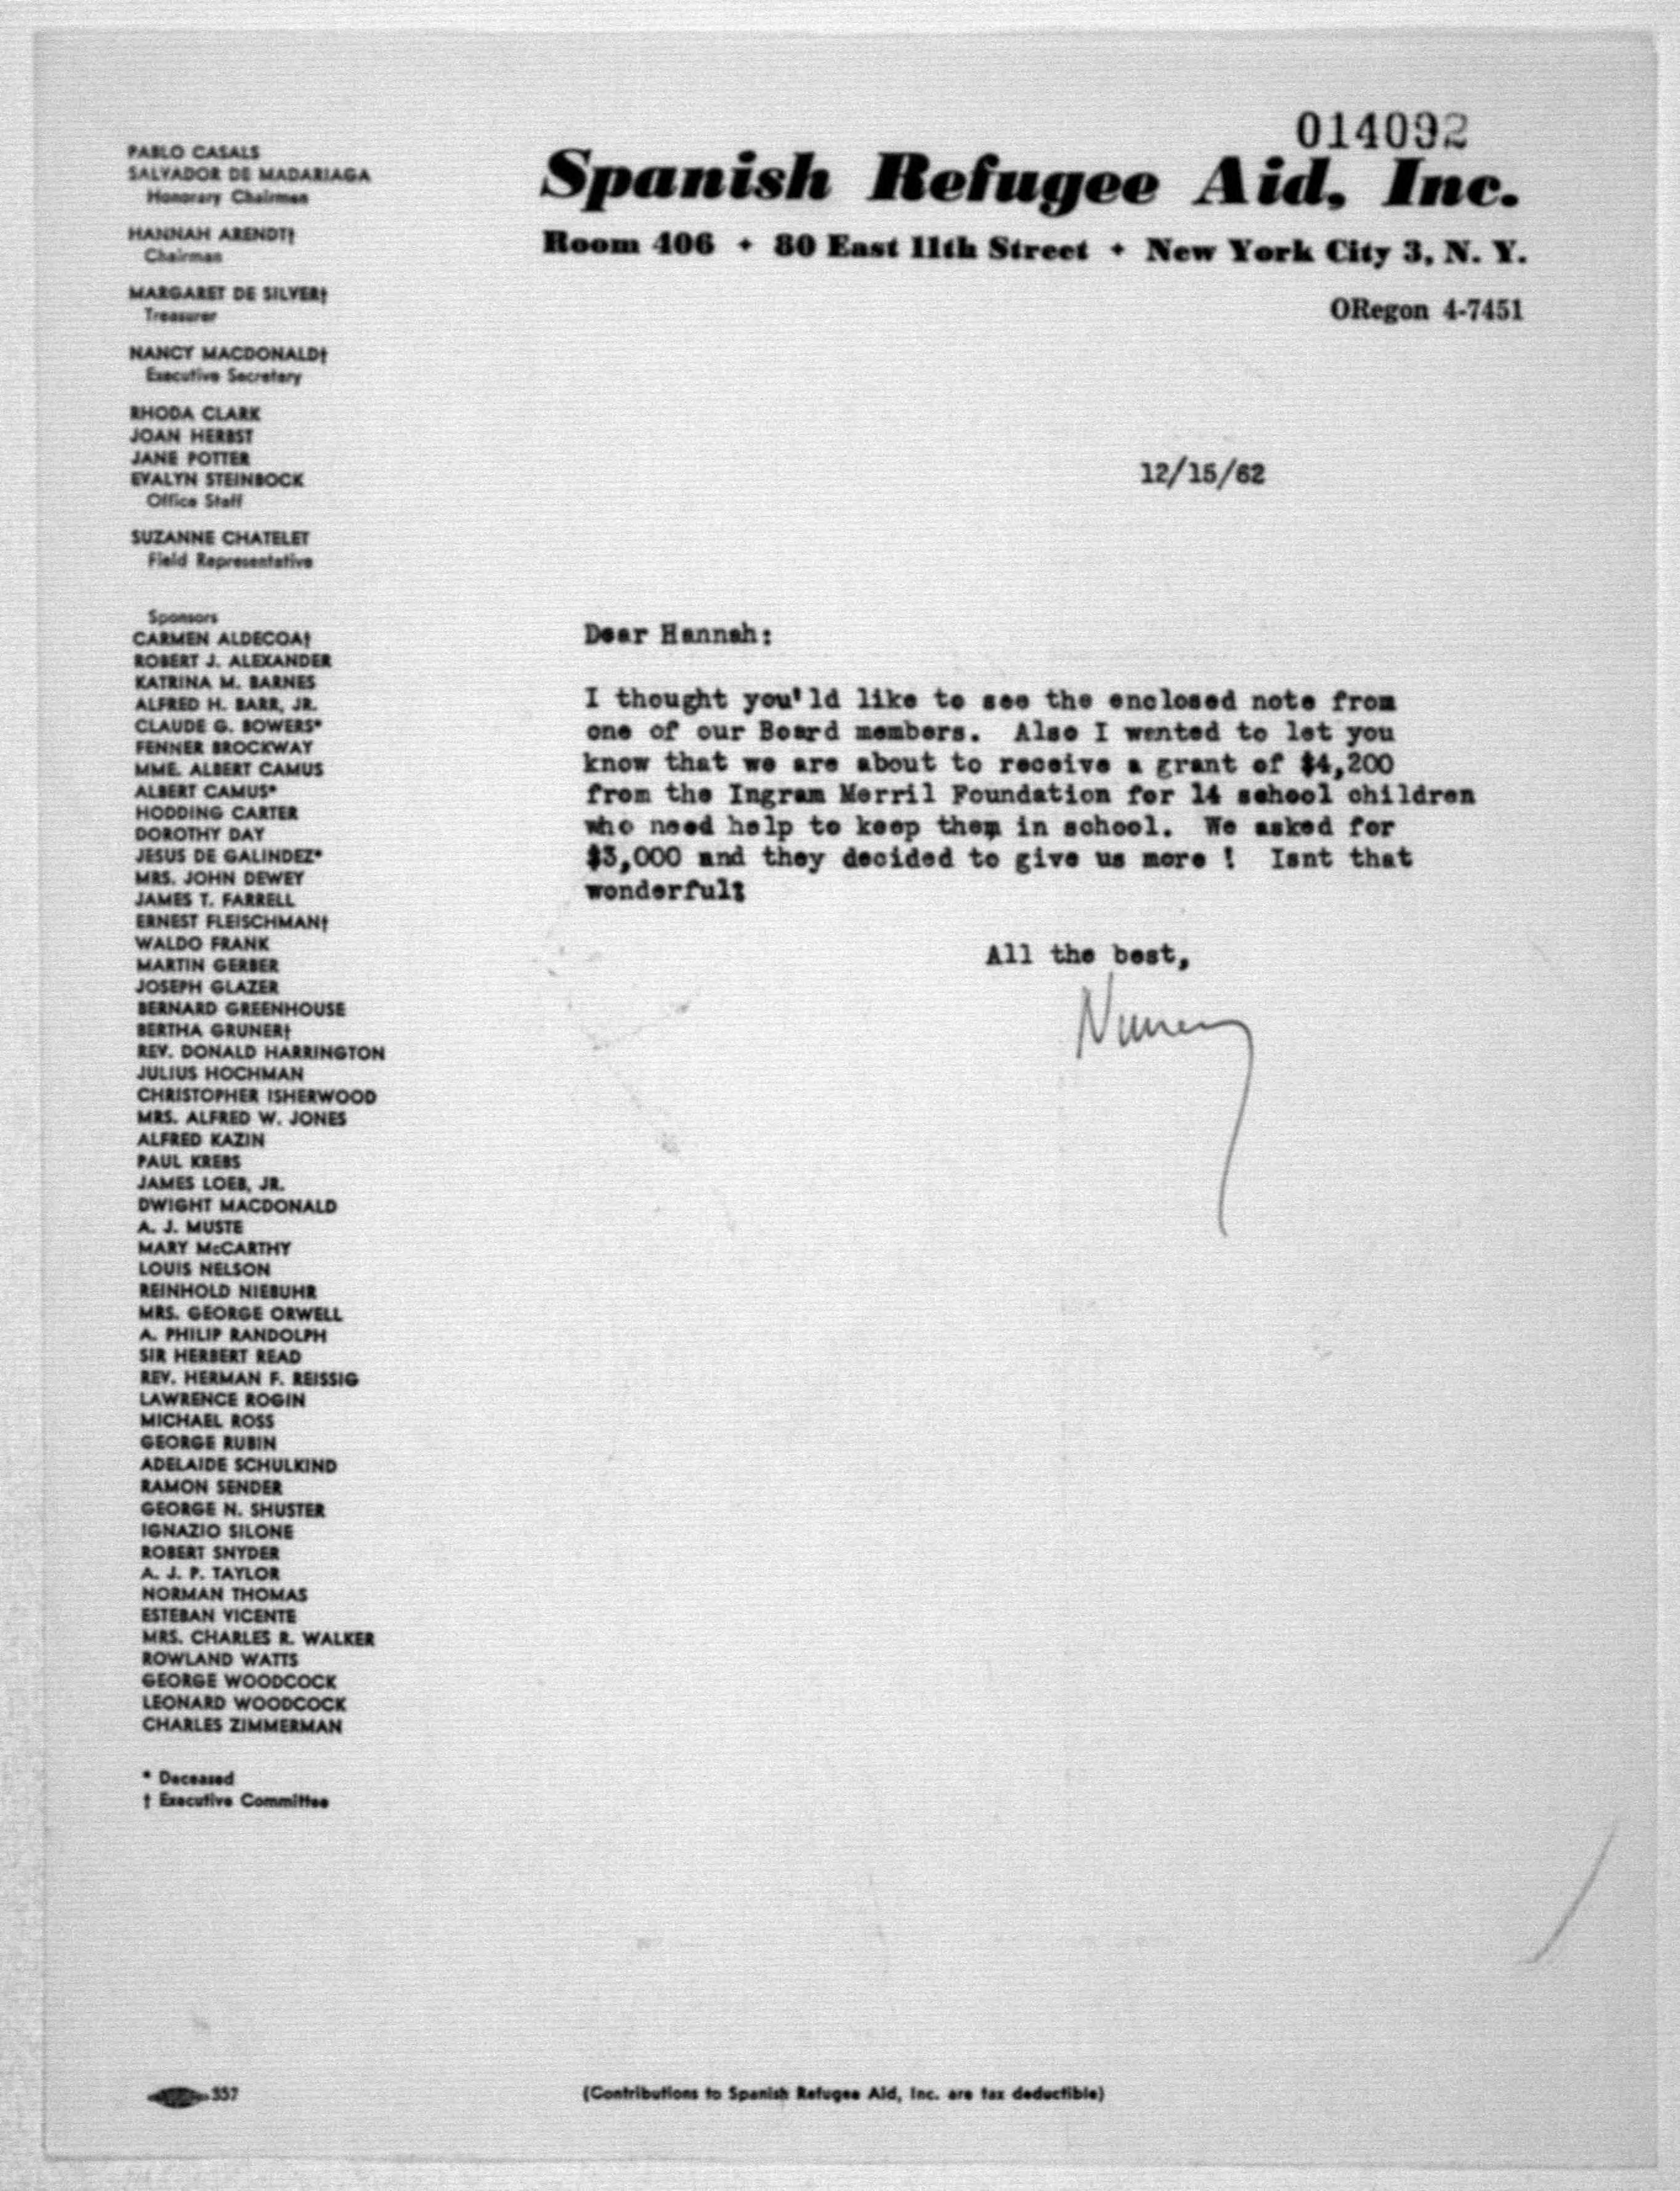 014092
Spanish Refugee Aid, Inc.
Room 406 + 80 East 11th Street + New York City 3, N. Y.
ORegon 4-7451
PABLO CASALS
SALVADOR DE MADARIAGA
Honorary Chairmen
HANNAH ARENDT†
Chairman
MARGARET DE SILVER†
Treasurer
NANCY MACDONALD†
Executive Secretary
RHODA CLARK
JOAN HERBST
JANE POTTER
EVALYN STEINBOCK
Office Staff
SUZANNE CHATELET
Field Representative
Sponsors
CARMEN ALDECOA†
ROBERT J. ALEXANDER
KATRINA M. BARNES
ALFRED H. BARR, JR.
CLAUDE G. BOWERS*
FENNER BROCKWAY
MME. ALBERT CAMUS
ALBERT CAMUS*
HODDING CARTER
DOROTHY DAY
JESUS DE GALINDEZ*
MRS. JOHN DEWEY
JAMES T. FARRELL
ERNEST FLEISCHMAN†
WALDO FRANK
MARTIN GERBER
JOSEPH GLAZER
BERNARD GREENHOUSE
BERTHA GRUNER†
REV. DONALD HARRINGTON
JULIUS HOCHMAN
CHRISTOPHER ISHERWOOD
MRS. ALFRED W. JONES
ALFRED KAZIN
PAUL KREBS
JAMES LOEB, JR.
DWIGHT MACDONALD
A. J. MUSTE
MARY McCARTHY
LOUIS NELSON
REINHOLD NIEBUHR
MRS. GEORGE ORWELL
A. PHILIP RANDOLPH
SIR HERBERT READ
REV. HERMAN F. REISSIG
LAWRENCE ROGIN
MICHAEL ROSS
GEORGE RUBIN
ADELAIDE SCHULKIND
RAMON SENDER
GEORGE N. SHUSTER
IGNAZIO SILONE
ROBERT SNYDER
A. J. P. TAYLOR
NORMAN THOMAS
ESTEBAN VICENTE
MRS. CHARLES R. WALKER
ROWLAND WATTS
GEORGE WOODCOCK
LEONARD WOODCOCK
CHARLES ZIMMERMAN
* Deceased
† Executive Committee
12/15/62
Dear Hannah:
I thought you'ld like to see the enclosed note from
one of our Board members. Also I wanted to let you
know that we are about to receive a grant of $4,200
from the Ingram Merril Foundation for 14 school children
who need help to keep them in school. We asked for
$3,000 and they decided to give us more ! Isnt that
wonderful!
All the best,
Nancy
357
(Contributions to Spanish Refugee Aid, Inc. are tax deductible)